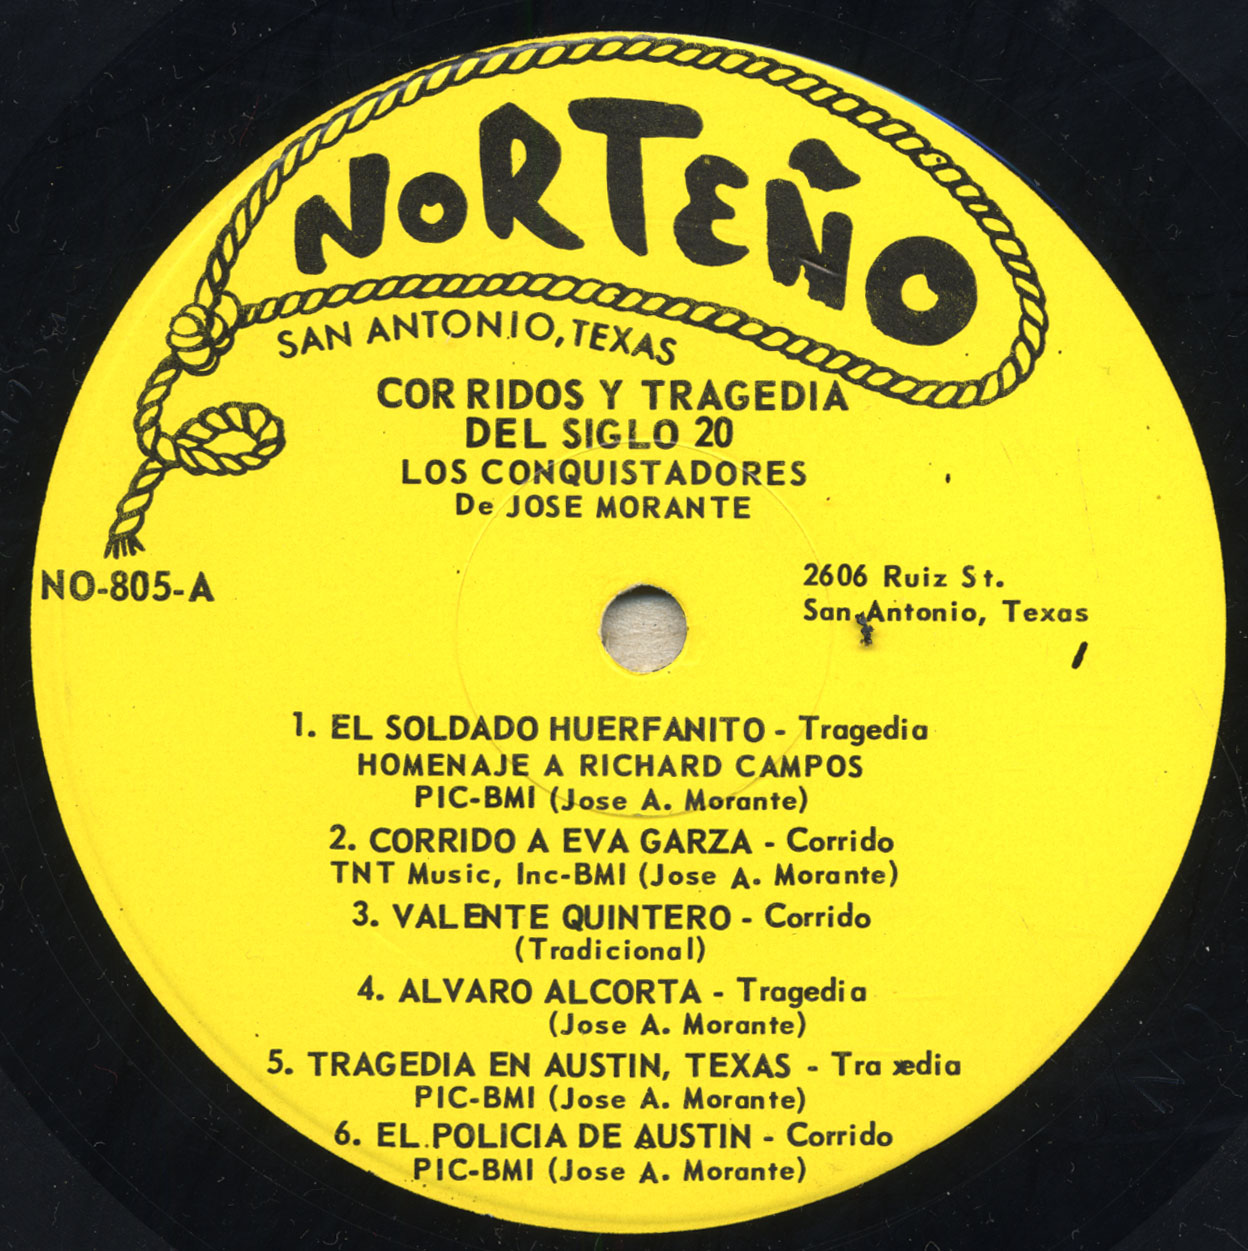 NORTEÑO
SAN ANTONIO, TEXAS
CORRIDOS Y TRAGEDIA
DEL SIGLO 20
LOS CONQUISTADORES
De JOSE MORANTE
NO-805-A
2606 Ruiz St.
San Antonio, Texas
1. EL SOLDADO HUERFANITO - Tragedia
HOMENAJE A RICHARD CAMPOS
PIC-BMI (Jose A. Morante)
2. CORRIDO A EVA GARZA - Corrido
TNT Music, Inc-BMI (Jose A. Morante)
3. VALENTE QUINTERO - Corrido
(Tradicional)
4. ALVARO ALCORTA - Tragedia
(Jose A. Morante)
5. TRAGEDIA EN AUSTIN, TEXAS - Tragedia
PIC-BMI (Jose A. Morante)
6. EL POLICIA DE AUSTIN - Corrido
PIC-BMI (Jose A. Morante)